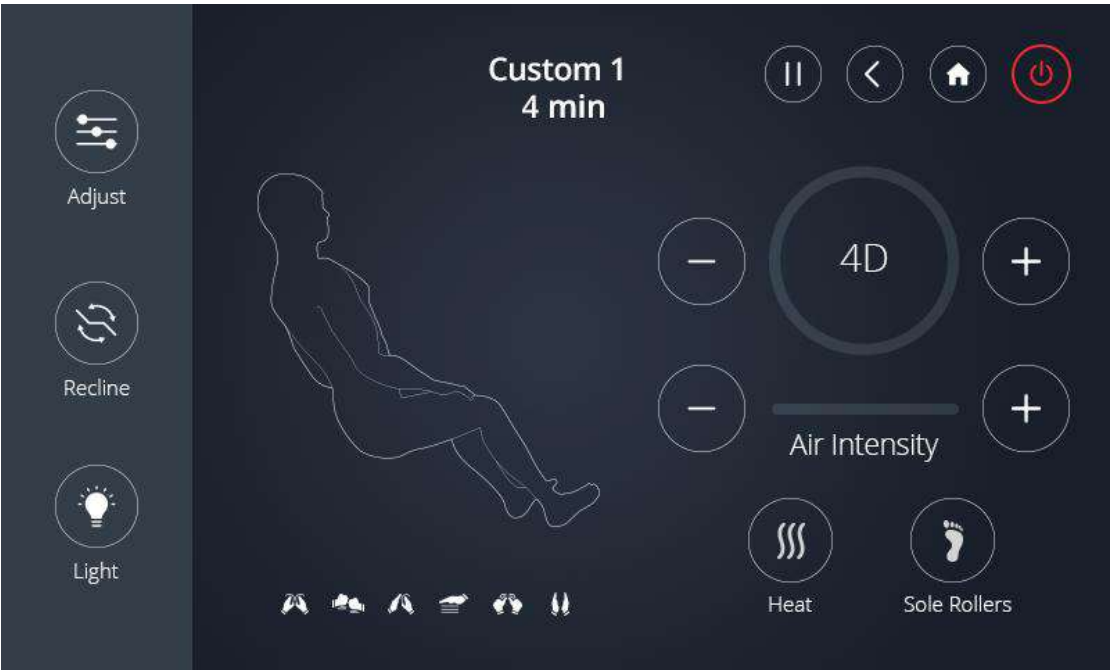 Custom 1
4 min
Adjust
4D
Recline
Air Intensity
Light
Heat
Sole Rollers